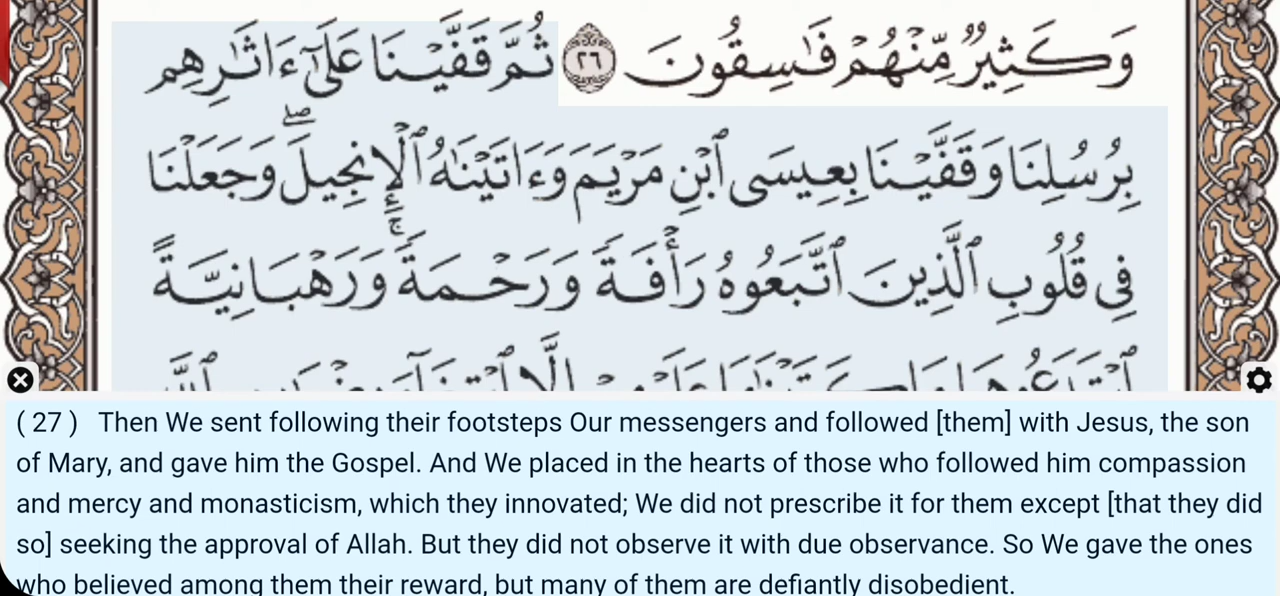 وَكَثِيرٌ مِّنْهُمْ فَٰسِقُونَ ٢٦ ثُمَّ قَفَّيْنَا عَلَىٰٓ ءَاثَٰرِهِم
بِرُسُلِنَا وَقَفَّيْنَا بِعِيسَى ٱبْنِ مَرْيَمَ وَءَاتَيْنَٰهُ ٱلْإِنجِيلَۖ وَجَعَلْنَا
فِى قُلُوبِ ٱلَّذِينَ ٱتَّبَعُوهُ رَأْفَةً وَرَحْمَةًۚ وَرَهْبَانِيَّةً
( 27 ) Then We sent following their footsteps Our messengers and followed [them] with Jesus, the son
of Mary, and gave him the Gospel. And We placed in the hearts of those who followed him compassion
and mercy and monasticism, which they innovated; We did not prescribe it for them except [that they did
so] seeking the approval of Allah. But they did not observe it with due observance. So We gave the ones
who believed among them their reward, but many of them are defiantly disobedient.